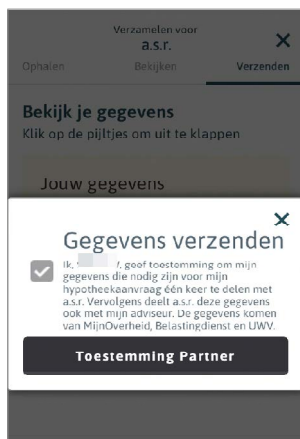 Verzamelen voor
a.s.r.
Ophalen Bekijken Verzenden
Bekijk je gegevens
Klik op de pijltjes om uit te klappen
Jouw gegevens
Gegevens verzenden
Ik, geef toestemming om mijn
gegevens die nodig zijn voor mijn
hypotheekaanvraag één keer te delen met
a.s.r. Vervolgens deelt a.s.r. deze gegevens
ook met mijn adviseur. De gegevens komen
van MijnOverheid, Belastingdienst en UWV.
Toestemming Partner